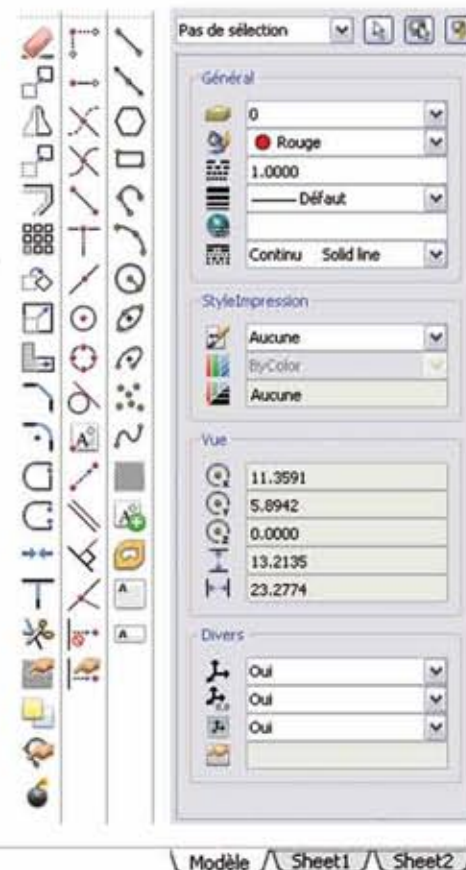 Pas de sélection
Général
0
Rouge
1.0000
Défaut
Continu Solid line
StyleImpression
Aucune
ByColor
Aucune
Vue
11.3591
5.8942
0.0000
13.2135
23.2774
Divers
Oui
Oui
Oui
A
A
A
A
Modèle Sheet1 Sheet2